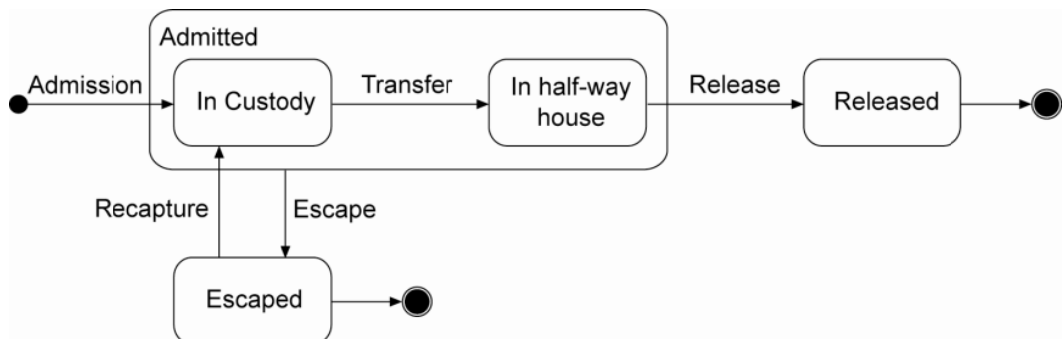 Admitted
Admission
In Custody
Transfer
In half-way
house
Release
Released
Recapture
Escape
Escaped